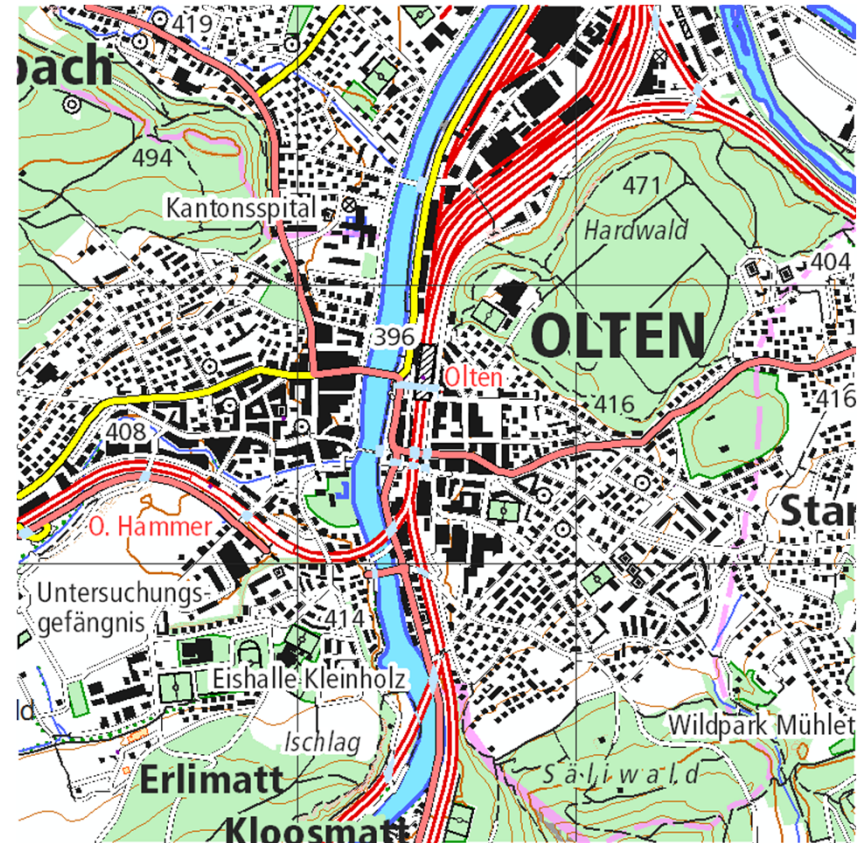 419
bach
494
471
Kantonsspital
Hardwald
404
396
OLTEN
Olten
416
416
408
Star
O. Hammer
Untersuchungs-
gefängnis
414
Eishalle Kleinholz
ld
Wildpark Mühlet
Ischlag
Säliwald
Erlimatt
Kloosmatt